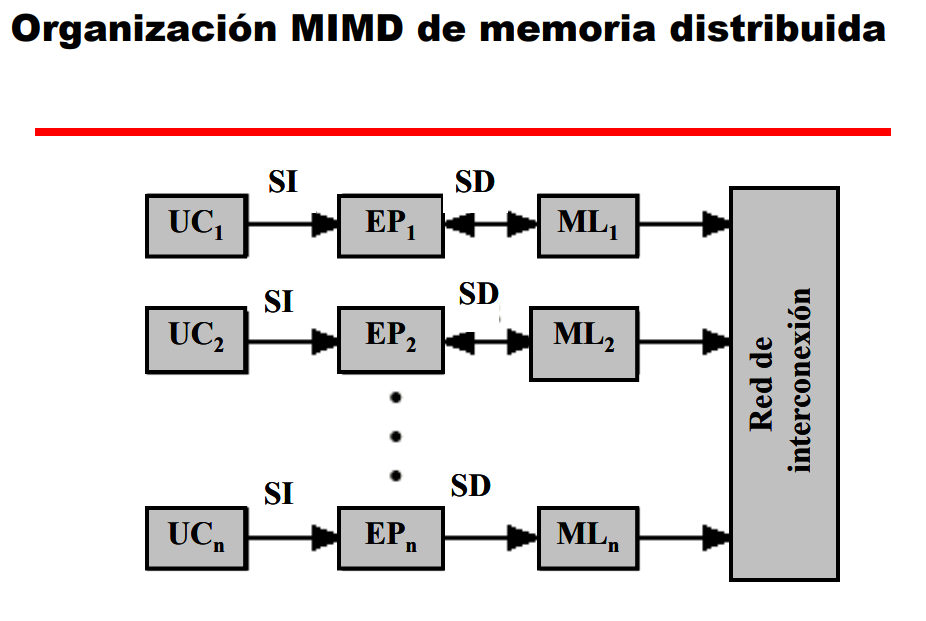 Organización MIMD de memoria distribuida
SI SD
UC1 EP1 ML1
SI SD
UC2 EP2 ML2
SI SD
UCn EPn MLn
Red de
interconexión